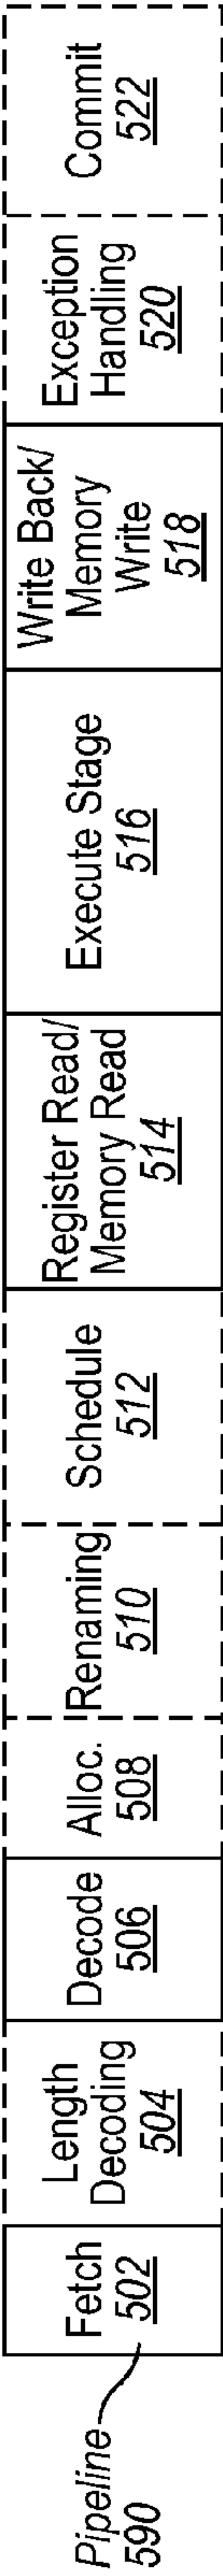 Pipeline
590
Fetch
502
Length
Decoding
504
Decode
506
Alloc.
508
Renaming
510
Schedule
512
Register Read/
Memory Read
514
Execute Stage
516
Write Back/
Memory
Write
518
Exception
Handling
520
Commit
522